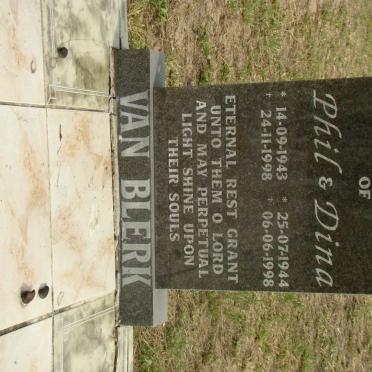 OF
Phil & Dina
* 14-09-1943 * 25-07-1944
† 24-11-1998 † 06-06-1998
ETERNAL REST GRANT
UNTO THEM O LORD
AND MAY PERPETUAL
LIGHT SHINE UPON
THEIR SOULS
VAN BLERK